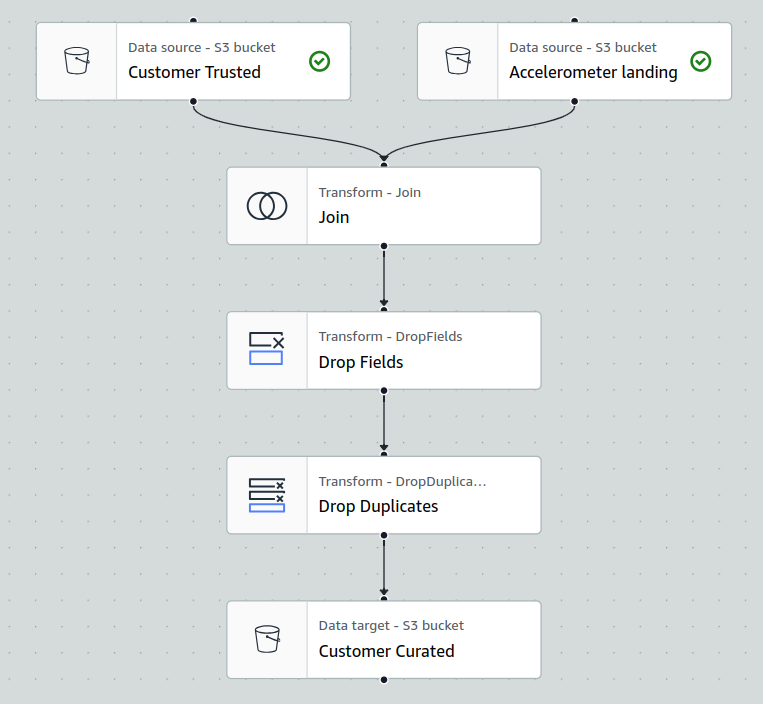 Data source - S3 bucket
Customer Trusted
Data source - S3 bucket
Accelerometer landing
Transform - Join
Join
Transform - DropFields
Drop Fields
Transform - DropDuplica...
Drop Duplicates
Data target - S3 bucket
Customer Curated